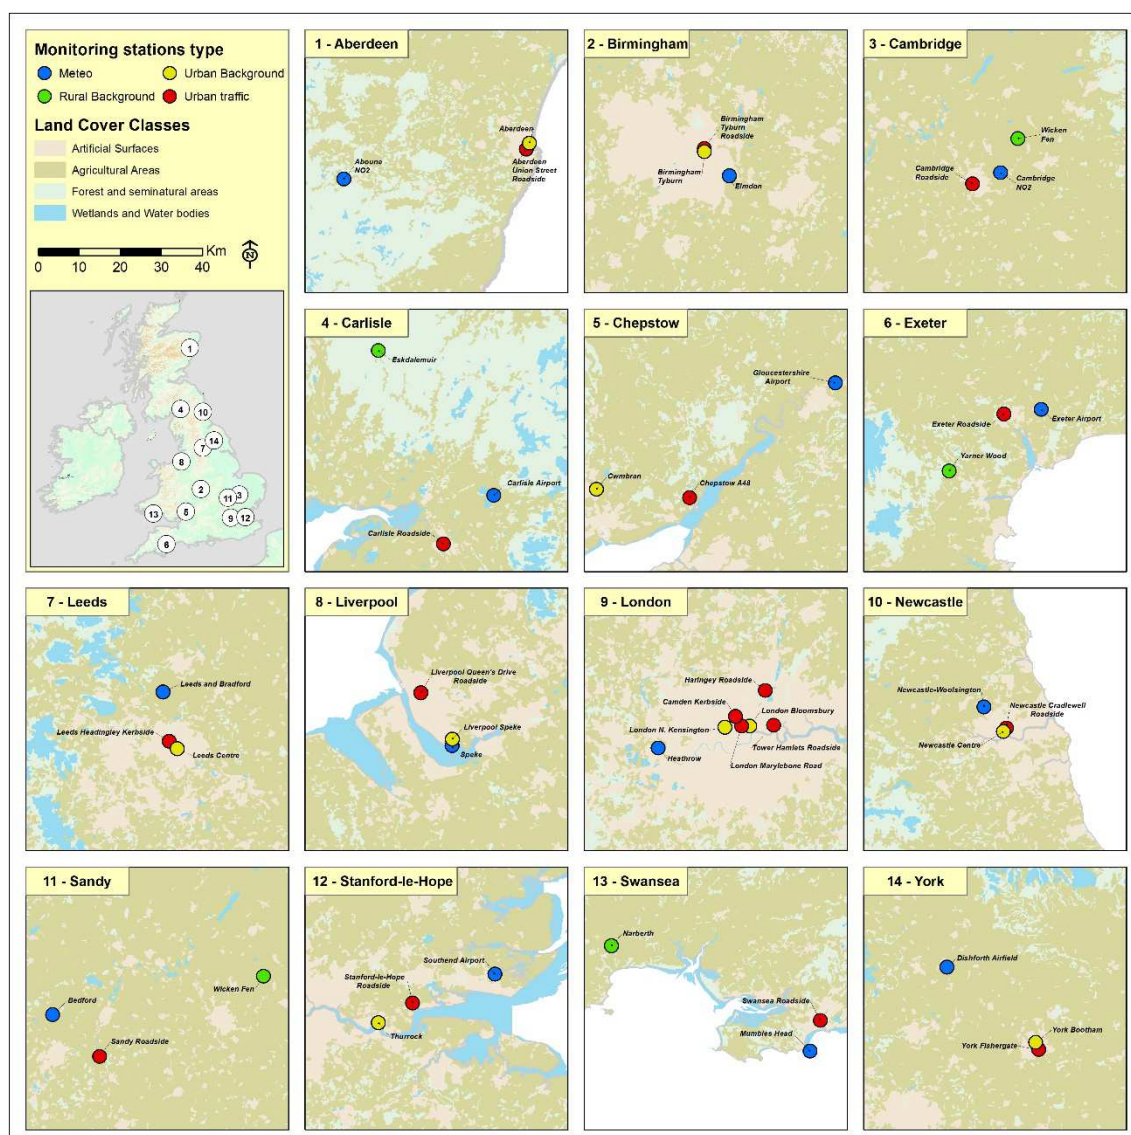 Monitoring stations type
Meteo
Urban Background
Rural Background
Urban traffic
Land Cover Classes
Artificial Surfaces
Agricultural Areas
Forest and seminatural areas
Wetlands and Water bodies
Km
0 10 20 30 40
N
1
4
10
14
7
8
2
11
3
13
5
9
12
6
1 - Aberdeen
Aberdeen
Aboune
NO2
Aberdeen
Union Street
Roadside
2 - Birmingham
Birmingham
Tyburn
Roadside
Birmingham
Tyburn
Elmdon
3 - Cambridge
Wicken
Fen
Cambridge
Roadside
Cambridge
NO2
4 - Carlisle
Eskdalemuir
Carlisle Airport
Carlisle Roadside
5 - Chepstow
Gloucestershire
Airport
Cwmbran
Chepstow A48
6 - Exeter
Exeter Roadside
Exeter Airport
Yarner Wood
7 - Leeds
Leeds and Bradford
Leeds Headingley Kerbside
Leeds Centre
8 - Liverpool
Liverpool Queen's Drive
Roadside
Liverpool Speke
Speke
9 - London
Haringey Roadside
Camden Kerbside
London Bloomsbury
London N. Kensington
Tower Hamlets Roadside
Heathrow
London Marylebone Road
10 - Newcastle
Newcastle-Woolsington
Newcastle Cradlewell
Roadside
Newcastle Centre
11 - Sandy
Wicken Fen
Bedford
Sandy Roadside
12 - Stanford-le-Hope
Southend Airport
Stanford-le-Hope
Roadside
Thurrock
13 - Swansea
Narberth
Swansea Roadside
Mumbles Head
14 - York
Dishforth Airfield
York Bootham
York Fishergate